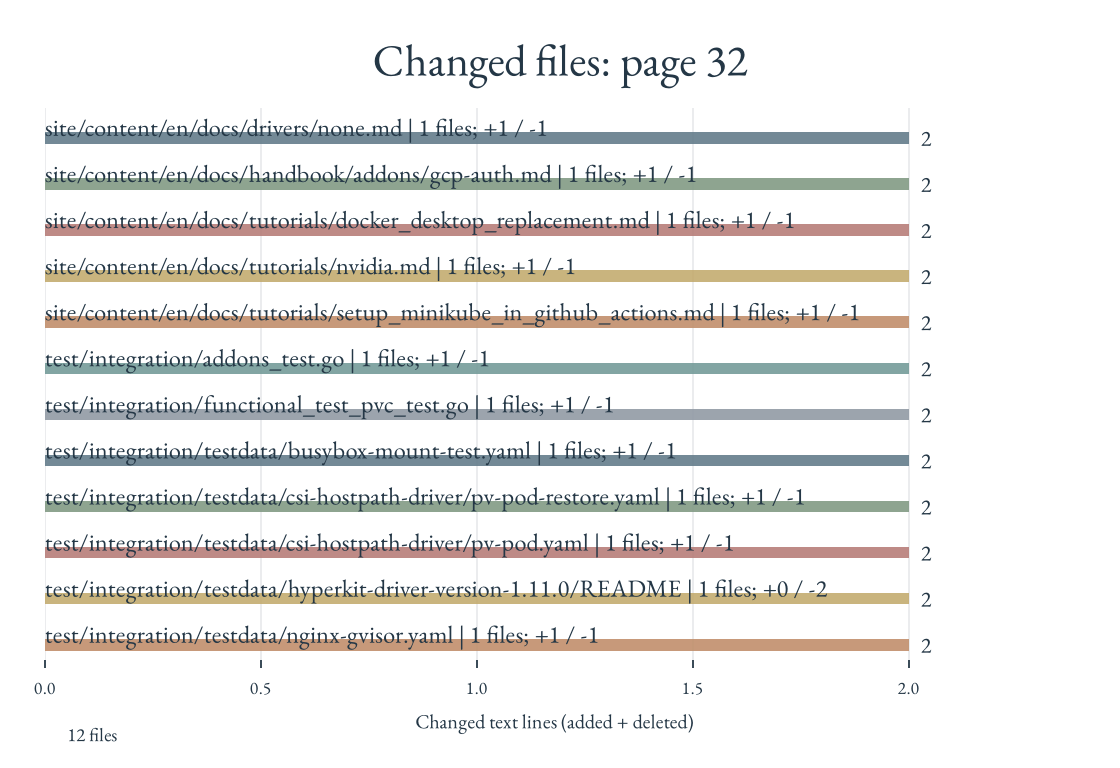 Changed files: page 32
site/content/en/docs/drivers/none.md | 1 files; +1 / -1
2
site/content/en/docs/handbook/addons/gcp-auth.md | 1 files; +1 / -1
2
site/content/en/docs/tutorials/docker_desktop_replacement.md | 1 files; +1 / -1
2
site/content/en/docs/tutorials/nvidia.md | 1 files; +1 / -1
2
site/content/en/docs/tutorials/setup_minikube_in_github_actions.md | 1 files; +1 / -1
2
test/integration/addons_test.go | 1 files; +1 / -1
2
test/integration/functional_test_pvc_test.go | 1 files; +1 / -1
2
test/integration/testdata/busybox-mount-test.yaml | 1 files; +1 / -1
2
test/integration/testdata/csi-hostpath-driver/pv-pod-restore.yaml | 1 files; +1 / -1
2
test/integration/testdata/csi-hostpath-driver/pv-pod.yaml | 1 files; +1 / -1
2
test/integration/testdata/hyperkit-driver-version-1.11.0/README | 1 files; +0 / -2
2
test/integration/testdata/nginx-gvisor.yaml | 1 files; +1 / -1
2
0.0 0.5 1.0 1.5 2.0
Changed text lines (added + deleted)
12 files